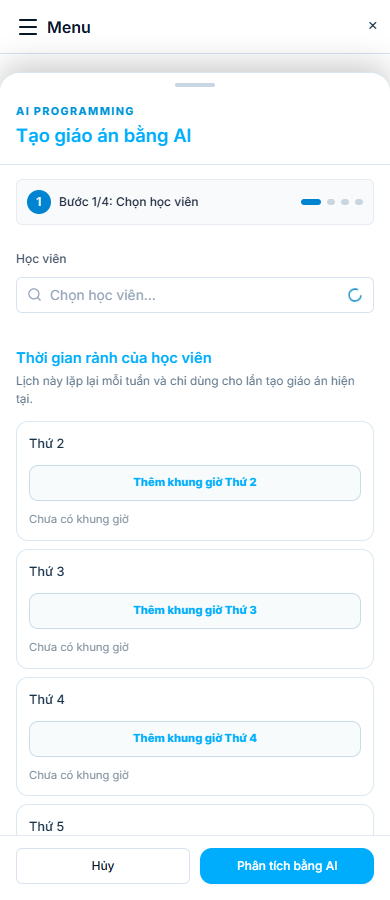 Menu
×
AI PROGRAMMING
Tạo giáo án bằng AI
1
Bước 1/4: Chọn học viên
Học viên
Chọn học viên...
Thời gian rảnh của học viên
Lịch này lặp lại mỗi tuần và chỉ dùng cho lần tạo giáo án hiện
tại.
Thứ 2
Thêm khung giờ Thứ 2
Chưa có khung giờ
Thứ 3
Thêm khung giờ Thứ 3
Chưa có khung giờ
Thứ 4
Thêm khung giờ Thứ 4
Chưa có khung giờ
Thứ 5
Hủy
Phân tích bằng AI